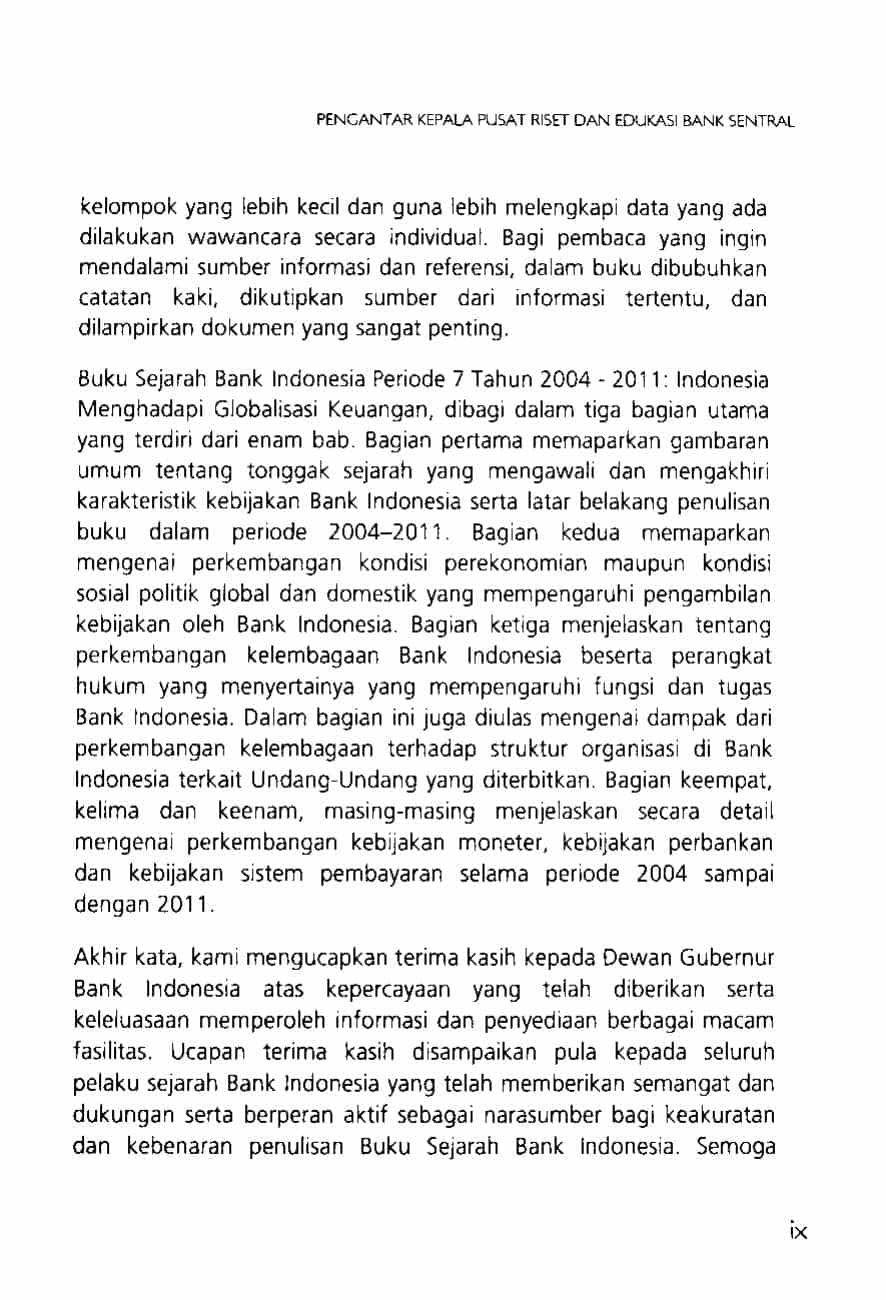 PENGANTAR KEPALA PUSAT RISET DAN EDUKASI BANK SENTRAL
kelompok yang lebih kecil dan guna lebih melengkapi data yang ada
dilakukan wawancara secara individual. Bagi pembaca yang ingin
mendalami sumber informasi dan referensi, dalam buku dibubuhkan
catatan kaki, dikutipkan sumber dari informasi tertentu, dan
dilampirkan dokumen yang sangat penting.
Buku Sejarah Bank Indonesia Periode 7 Tahun 2004 - 2011: Indonesia
Menghadapi Globalisasi Keuangan, dibagi dalam tiga bagian utama
yang terdiri dari enam bab. Bagian pertama memaparkan gambaran
umum tentang tonggak sejarah yang mengawali dan mengakhiri
karakteristik kebijakan Bank Indonesia serta latar belakang penulisan
buku dalam periode 2004–2011. Bagian kedua memaparkan
mengenai perkembangan kondisi perekonomian maupun kondisi
sosial politik global dan domestik yang mempengaruhi pengambilan
kebijakan oleh Bank Indonesia. Bagian ketiga menjelaskan tentang
perkembangan kelembagaan Bank Indonesia beserta perangkat
hukum yang menyertainya yang mempengaruhi fungsi dan tugas
Bank Indonesia. Dalam bagian ini juga diulas mengenai dampak dari
perkembangan kelembagaan terhadap struktur organisasi di Bank
Indonesia terkait Undang-Undang yang diterbitkan. Bagian keempat,
kelima dan keenam, masing-masing menjelaskan secara detail
mengenai perkembangan kebijakan moneter, kebijakan perbankan
dan kebijakan sistem pembayaran selama periode 2004 sampai
dengan 2011.
Akhir kata, kami mengucapkan terima kasih kepada Dewan Gubernur
Bank Indonesia atas kepercayaan yang telah diberikan serta
keleluasaan memperoleh informasi dan penyediaan berbagai macam
fasilitas. Ucapan terima kasih disampaikan pula kepada seluruh
pelaku sejarah Bank Indonesia yang telah memberikan semangat dan
dukungan serta berperan aktif sebagai narasumber bagi keakuratan
dan kebenaran penulisan Buku Sejarah Bank Indonesia. Semoga
ix